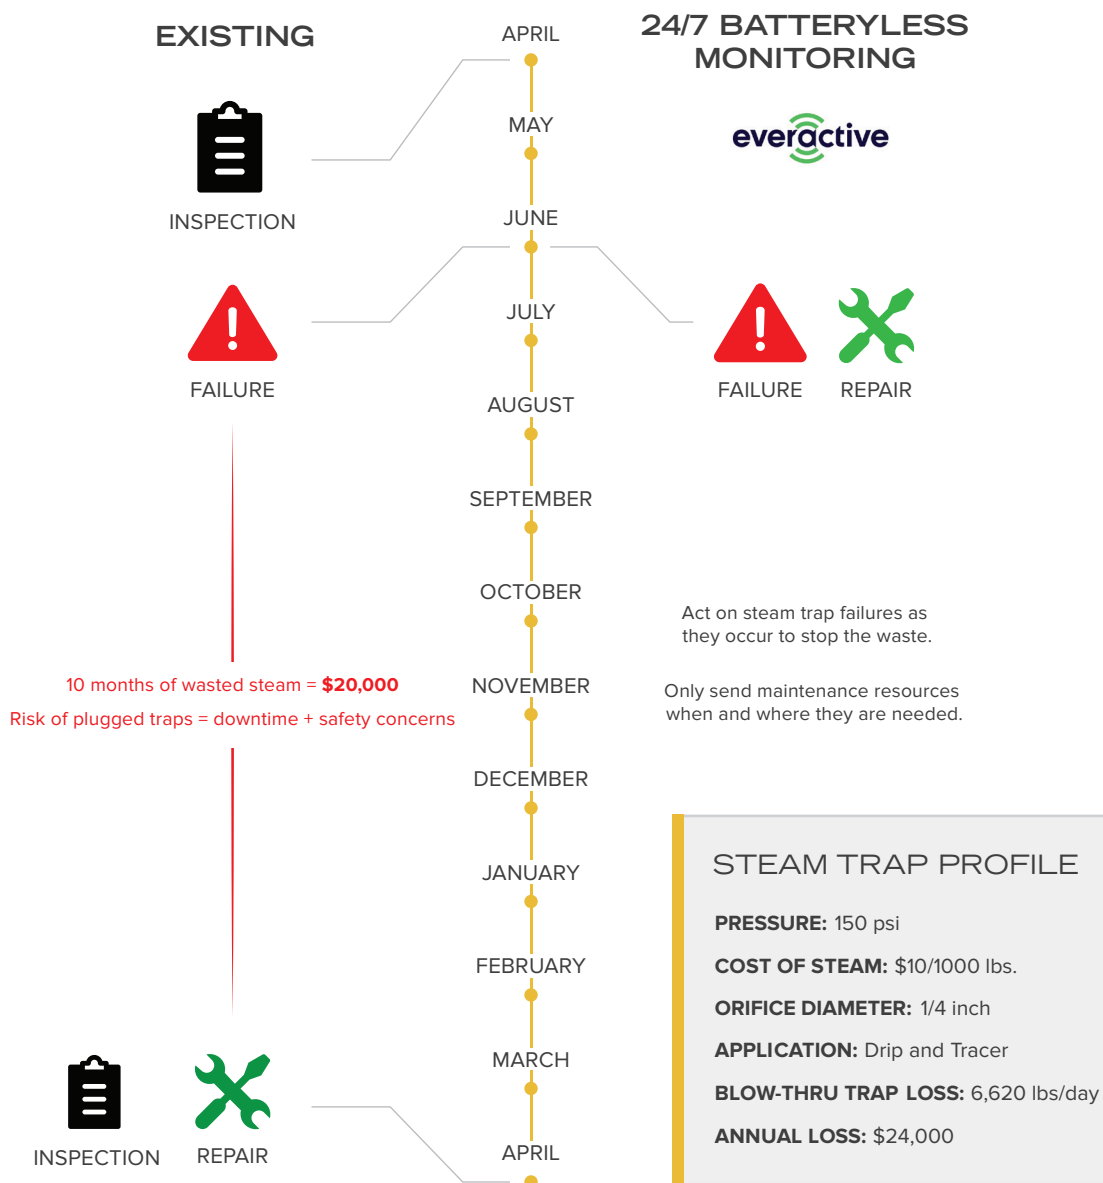 EXISTING
INSPECTION
FAILURE
10 months of wasted steam = $20,000
Risk of plugged traps = downtime + safety concerns
INSPECTION
REPAIR
APRIL
MAY
JUNE
JULY
AUGUST
SEPTEMBER
OCTOBER
NOVEMBER
DECEMBER
JANUARY
FEBRUARY
MARCH
APRIL
24/7 BATTERYLESS
MONITORING
everactive
FAILURE
REPAIR
Act on steam trap failures as
they occur to stop the waste.
Only send maintenance resources
when and where they are needed.
STEAM TRAP PROFILE
PRESSURE: 150 psi
COST OF STEAM: $10/1000 lbs.
ORIFICE DIAMETER: 1/4 inch
APPLICATION: Drip and Tracer
BLOW-THRU TRAP LOSS: 6,620 lbs/day
ANNUAL LOSS: $24,000